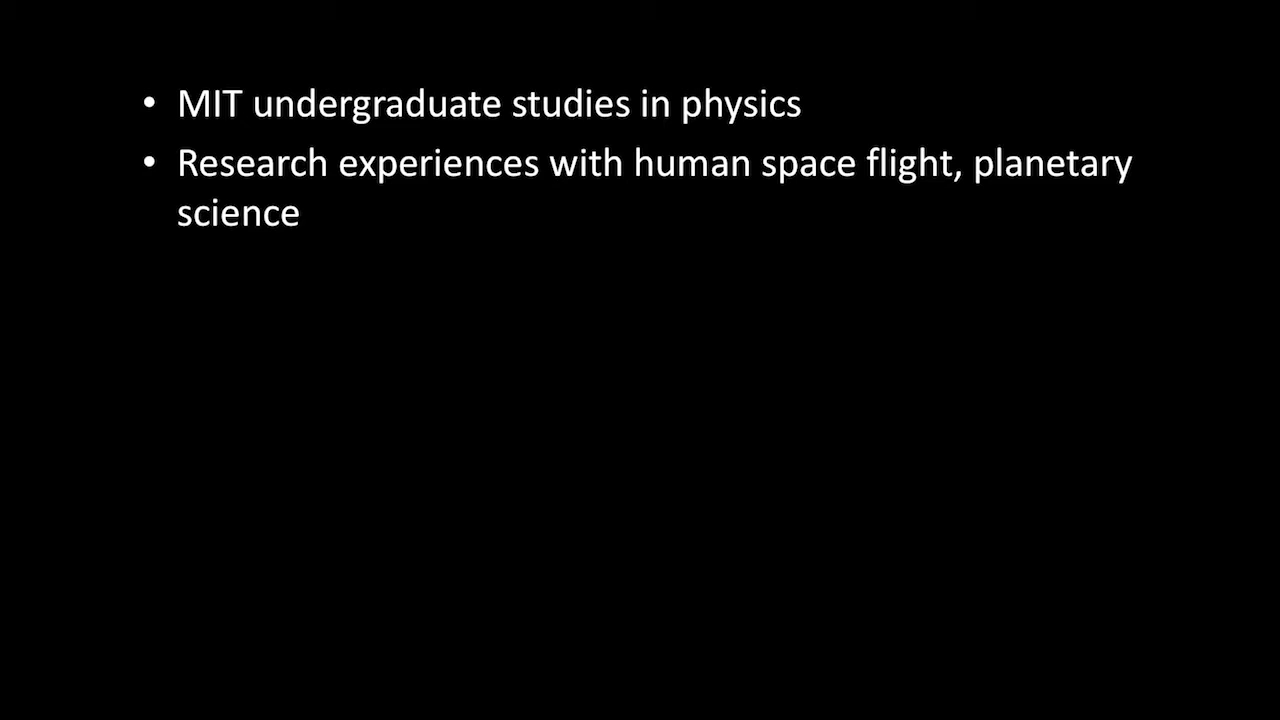 • MIT undergraduate studies in physics
• Research experiences with human space flight, planetary
science